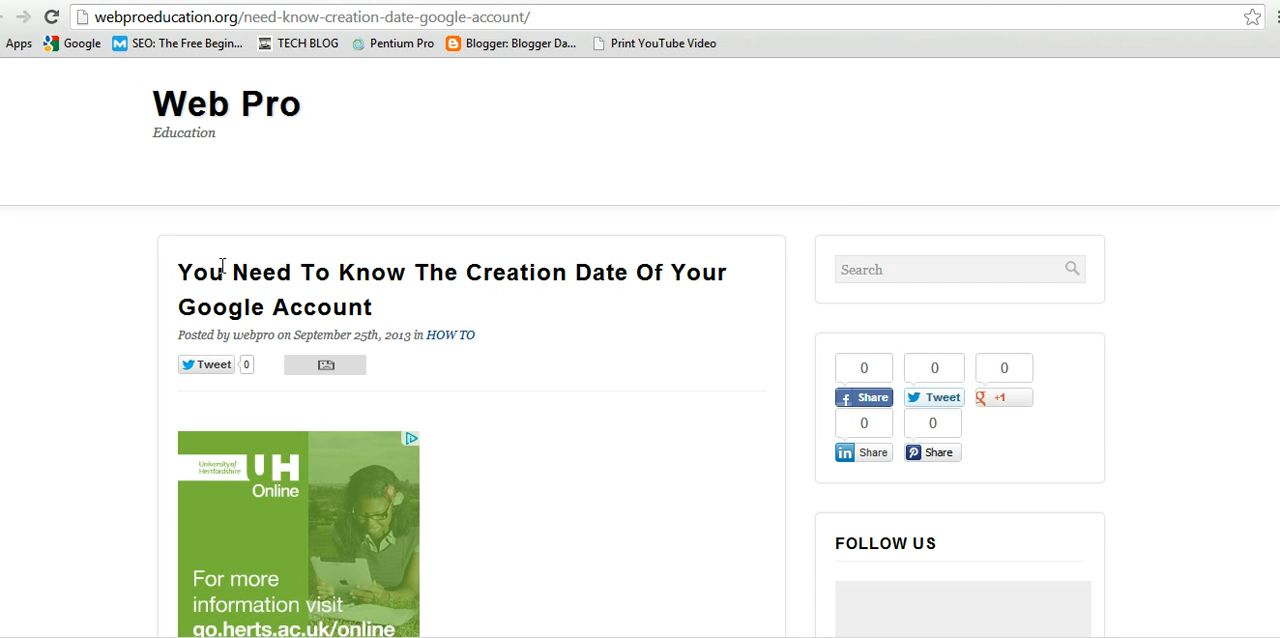 webproeducation.org/need-know-creation-date-google-account/
Apps Google SEO: The Free Begin... TECH BLOG Pentium Pro Blogger: Blogger Da... Print YouTube Video
Web Pro
Education
You Need To Know The Creation Date Of Your
Google Account
Posted by webpro on September 25th, 2013 in HOW TO
Tweet 0
University of
Hertfordshire
UH
Online
For more
information visit
go.herts.ac.uk/online
Search
0 0 0
Share Tweet +1
0 0
Share Share
FOLLOW US